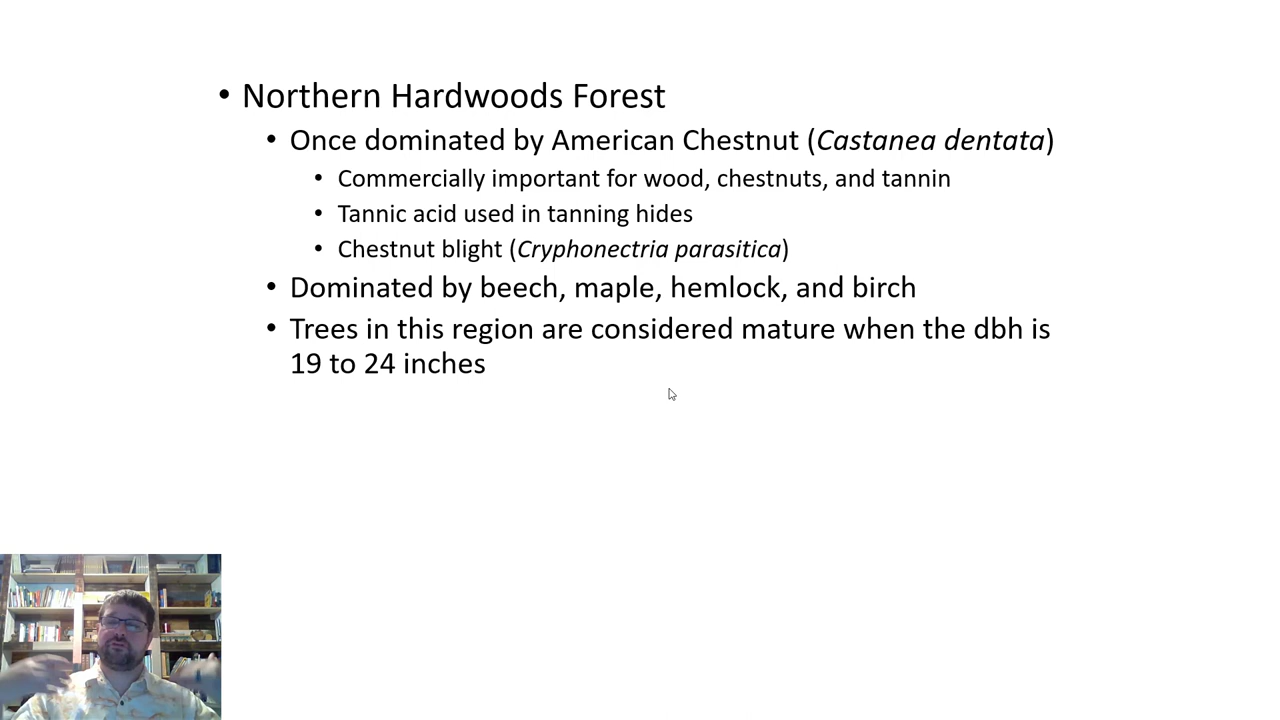 • Northern Hardwoods Forest
• Once dominated by American Chestnut (Castanea dentata)
• Commercially important for wood, chestnuts, and tannin
• Tannic acid used in tanning hides
• Chestnut blight (Cryphonectria parasitica)
• Dominated by beech, maple, hemlock, and birch
• Trees in this region are considered mature when the dbh is
19 to 24 inches